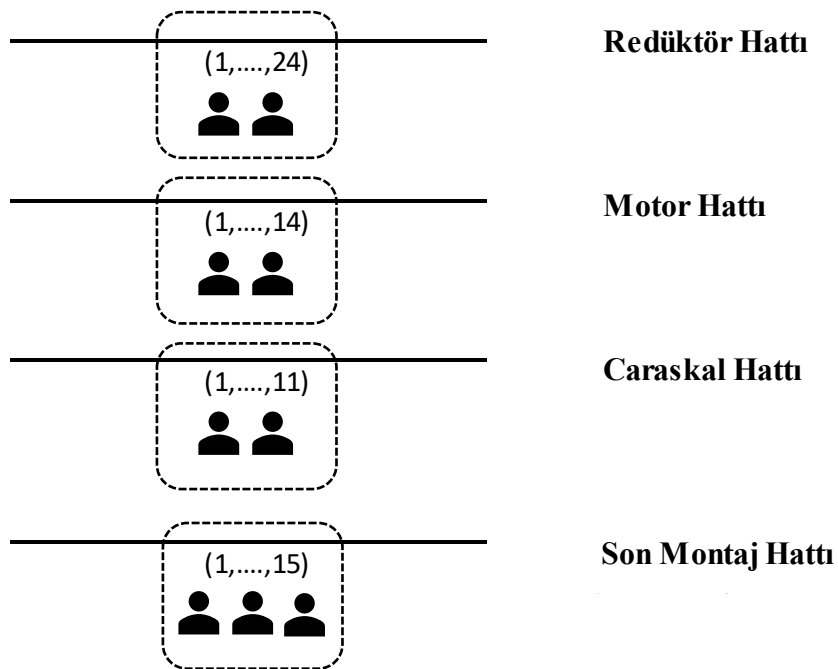 (1,....,24)
Redüktör Hattı
(1,....,14)
Motor Hattı
(1,....,11)
Caraskal Hattı
(1,....,15)
Son Montaj Hattı